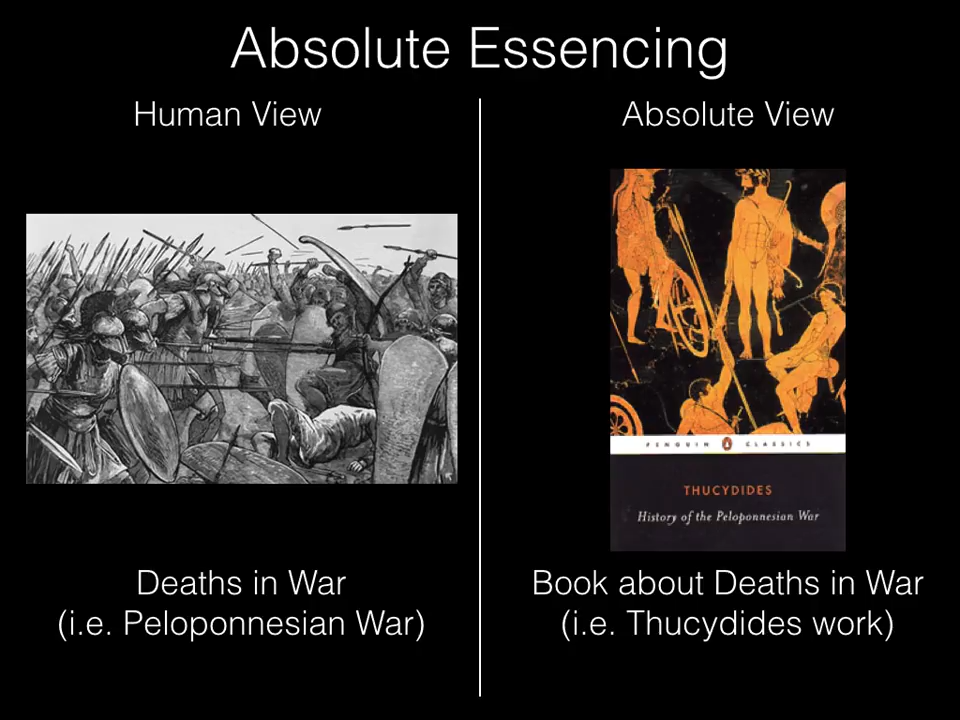 Absolute Essencing
Human View
Deaths in War
(i.e. Peloponnesian War)
Absolute View
PENGUIN CLASSICS
THUCYDIDES
History of the Peloponnesian War
Book about Deaths in War
(i.e. Thucydides work)